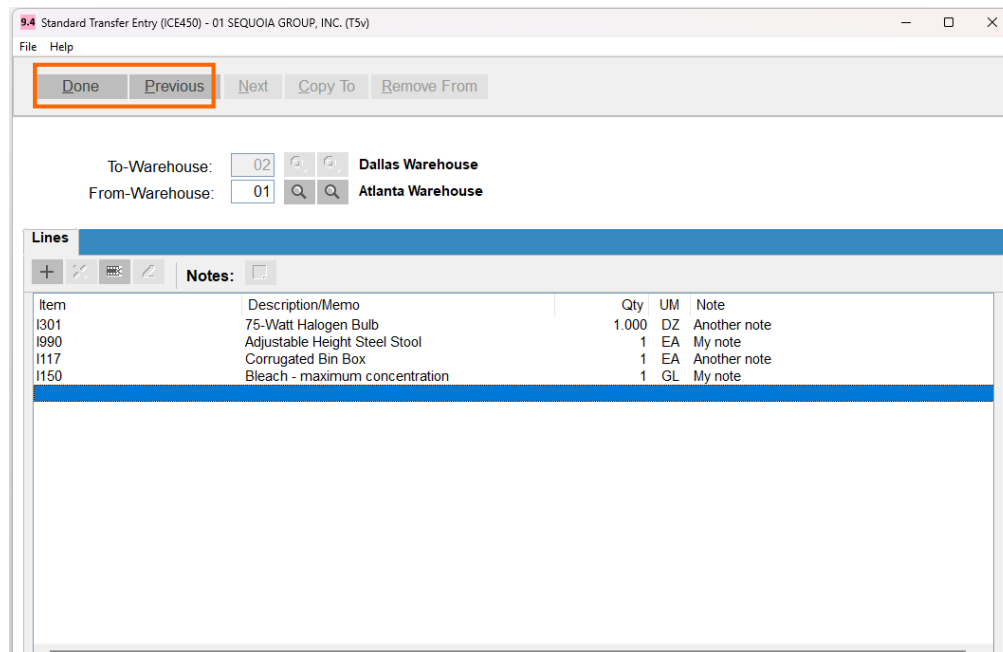 9.4 Standard Transfer Entry (ICE450) - 01 SEQUOIA GROUP, INC. (T5v)
File Help
Done Previous Next Copy To Remove From
To-Warehouse: 02 Dallas Warehouse
From-Warehouse: 01 Atlanta Warehouse
Lines
Notes:
Item Description/Memo Qty UM Note
I301 75-Watt Halogen Bulb 1.000 DZ Another note
I990 Adjustable Height Steel Stool 1 EA My note
I117 Corrugated Bin Box 1 EA Another note
I150 Bleach - maximum concentration 1 GL My note